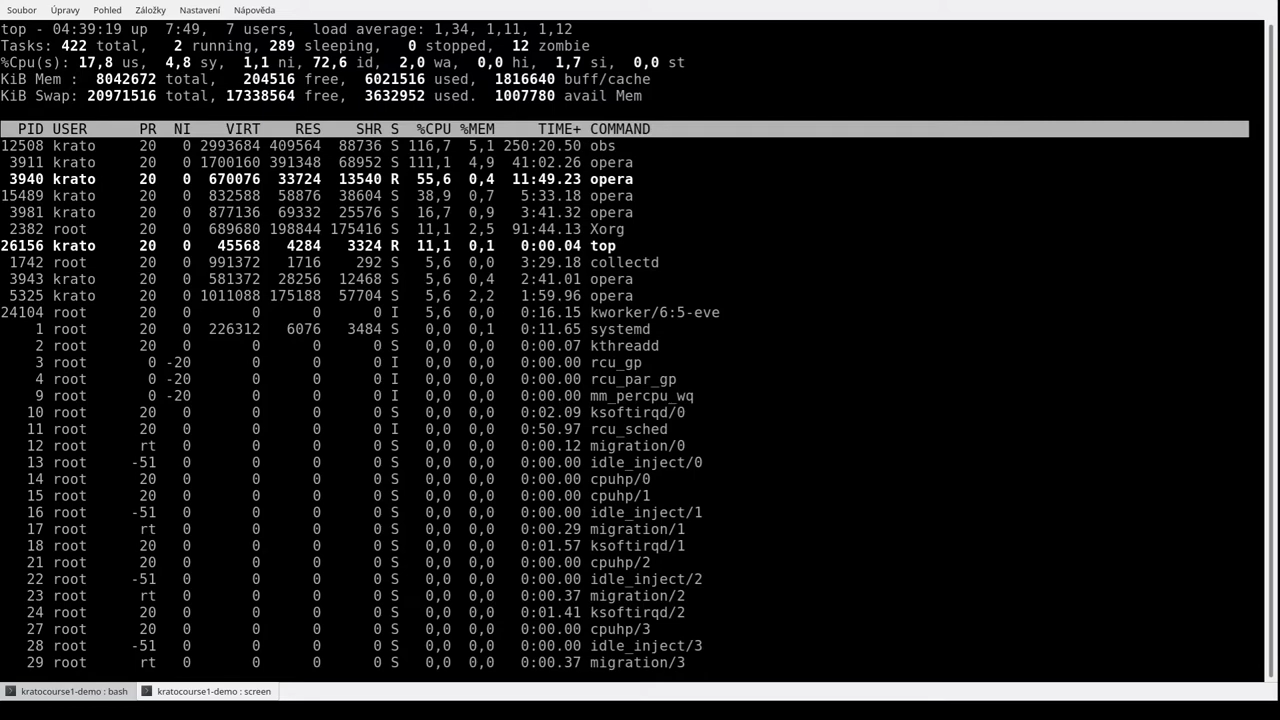 Soubor Úpravy Pohled Záložky Nastavení Nápověda
top - 04:39:19 up  7:49,  7 users,  load average: 1,34, 1,11, 1,12
Tasks: 422 total,   2 running, 289 sleeping,   0 stopped,  12 zombie
%Cpu(s): 17,8 us,  4,8 sy,  1,1 ni, 72,6 id,  2,0 wa,  0,0 hi,  1,7 si,  0,0 st
KiB Mem :  8042672 total,   204516 free,  6021516 used,  1816640 buff/cache
KiB Swap: 20971516 total, 17338564 free,  3632952 used.  1007780 avail Mem
PID USER PR NI VIRT RES SHR S %CPU %MEM TIME+ COMMAND
12508 krato 20 0 2993684 409564 88736 S 116,7 5,1 250:20.50 obs
3911 krato 20 0 1700160 391348 68952 S 111,1 4,9 41:02.26 opera
3940 krato 20 0 670076 33724 13540 R 55,6 0,4 11:49.23 opera
15489 krato 20 0 832588 58876 38604 S 38,9 0,7 5:33.18 opera
3981 krato 20 0 877136 69332 25576 S 16,7 0,9 3:41.32 opera
2382 root 20 0 689680 198844 175416 S 11,1 2,5 91:44.13 Xorg
26156 krato 20 0 45568 4284 3324 R 11,1 0,1 0:00.04 top
1742 root 20 0 991372 1716 292 S 5,6 0,0 3:29.18 collectd
3943 krato 20 0 581372 28256 12468 S 5,6 0,4 2:41.01 opera
5325 krato 20 0 1011088 175188 57704 S 5,6 2,2 1:59.96 opera
24104 root 20 0 0 0 0 I 5,6 0,0 0:16.15 kworker/6:5-eve
1 root 20 0 226312 6076 3484 S 0,0 0,1 0:11.65 systemd
2 root 20 0 0 0 0 S 0,0 0,0 0:00.07 kthreadd
3 root 0 -20 0 0 0 I 0,0 0,0 0:00.00 rcu_gp
4 root 0 -20 0 0 0 I 0,0 0,0 0:00.00 rcu_par_gp
9 root 0 -20 0 0 0 I 0,0 0,0 0:00.00 mm_percpu_wq
10 root 20 0 0 0 0 S 0,0 0,0 0:02.09 ksoftirqd/0
11 root 20 0 0 0 0 I 0,0 0,0 0:50.97 rcu_sched
12 root rt 0 0 0 0 S 0,0 0,0 0:00.12 migration/0
13 root -51 0 0 0 0 S 0,0 0,0 0:00.00 idle_inject/0
14 root 20 0 0 0 0 S 0,0 0,0 0:00.00 cpuhp/0
15 root 20 0 0 0 0 S 0,0 0,0 0:00.00 cpuhp/1
16 root -51 0 0 0 0 S 0,0 0,0 0:00.00 idle_inject/1
17 root rt 0 0 0 0 S 0,0 0,0 0:00.29 migration/1
18 root 20 0 0 0 0 S 0,0 0,0 0:01.57 ksoftirqd/1
21 root 20 0 0 0 0 S 0,0 0,0 0:00.00 cpuhp/2
22 root -51 0 0 0 0 S 0,0 0,0 0:00.00 idle_inject/2
23 root rt 0 0 0 0 S 0,0 0,0 0:00.37 migration/2
24 root 20 0 0 0 0 S 0,0 0,0 0:01.41 ksoftirqd/2
27 root 20 0 0 0 0 S 0,0 0,0 0:00.00 cpuhp/3
28 root -51 0 0 0 0 S 0,0 0,0 0:00.00 idle_inject/3
29 root rt 0 0 0 0 S 0,0 0,0 0:00.37 migration/3
kratocourse1-demo : bash kratocourse1-demo : screen